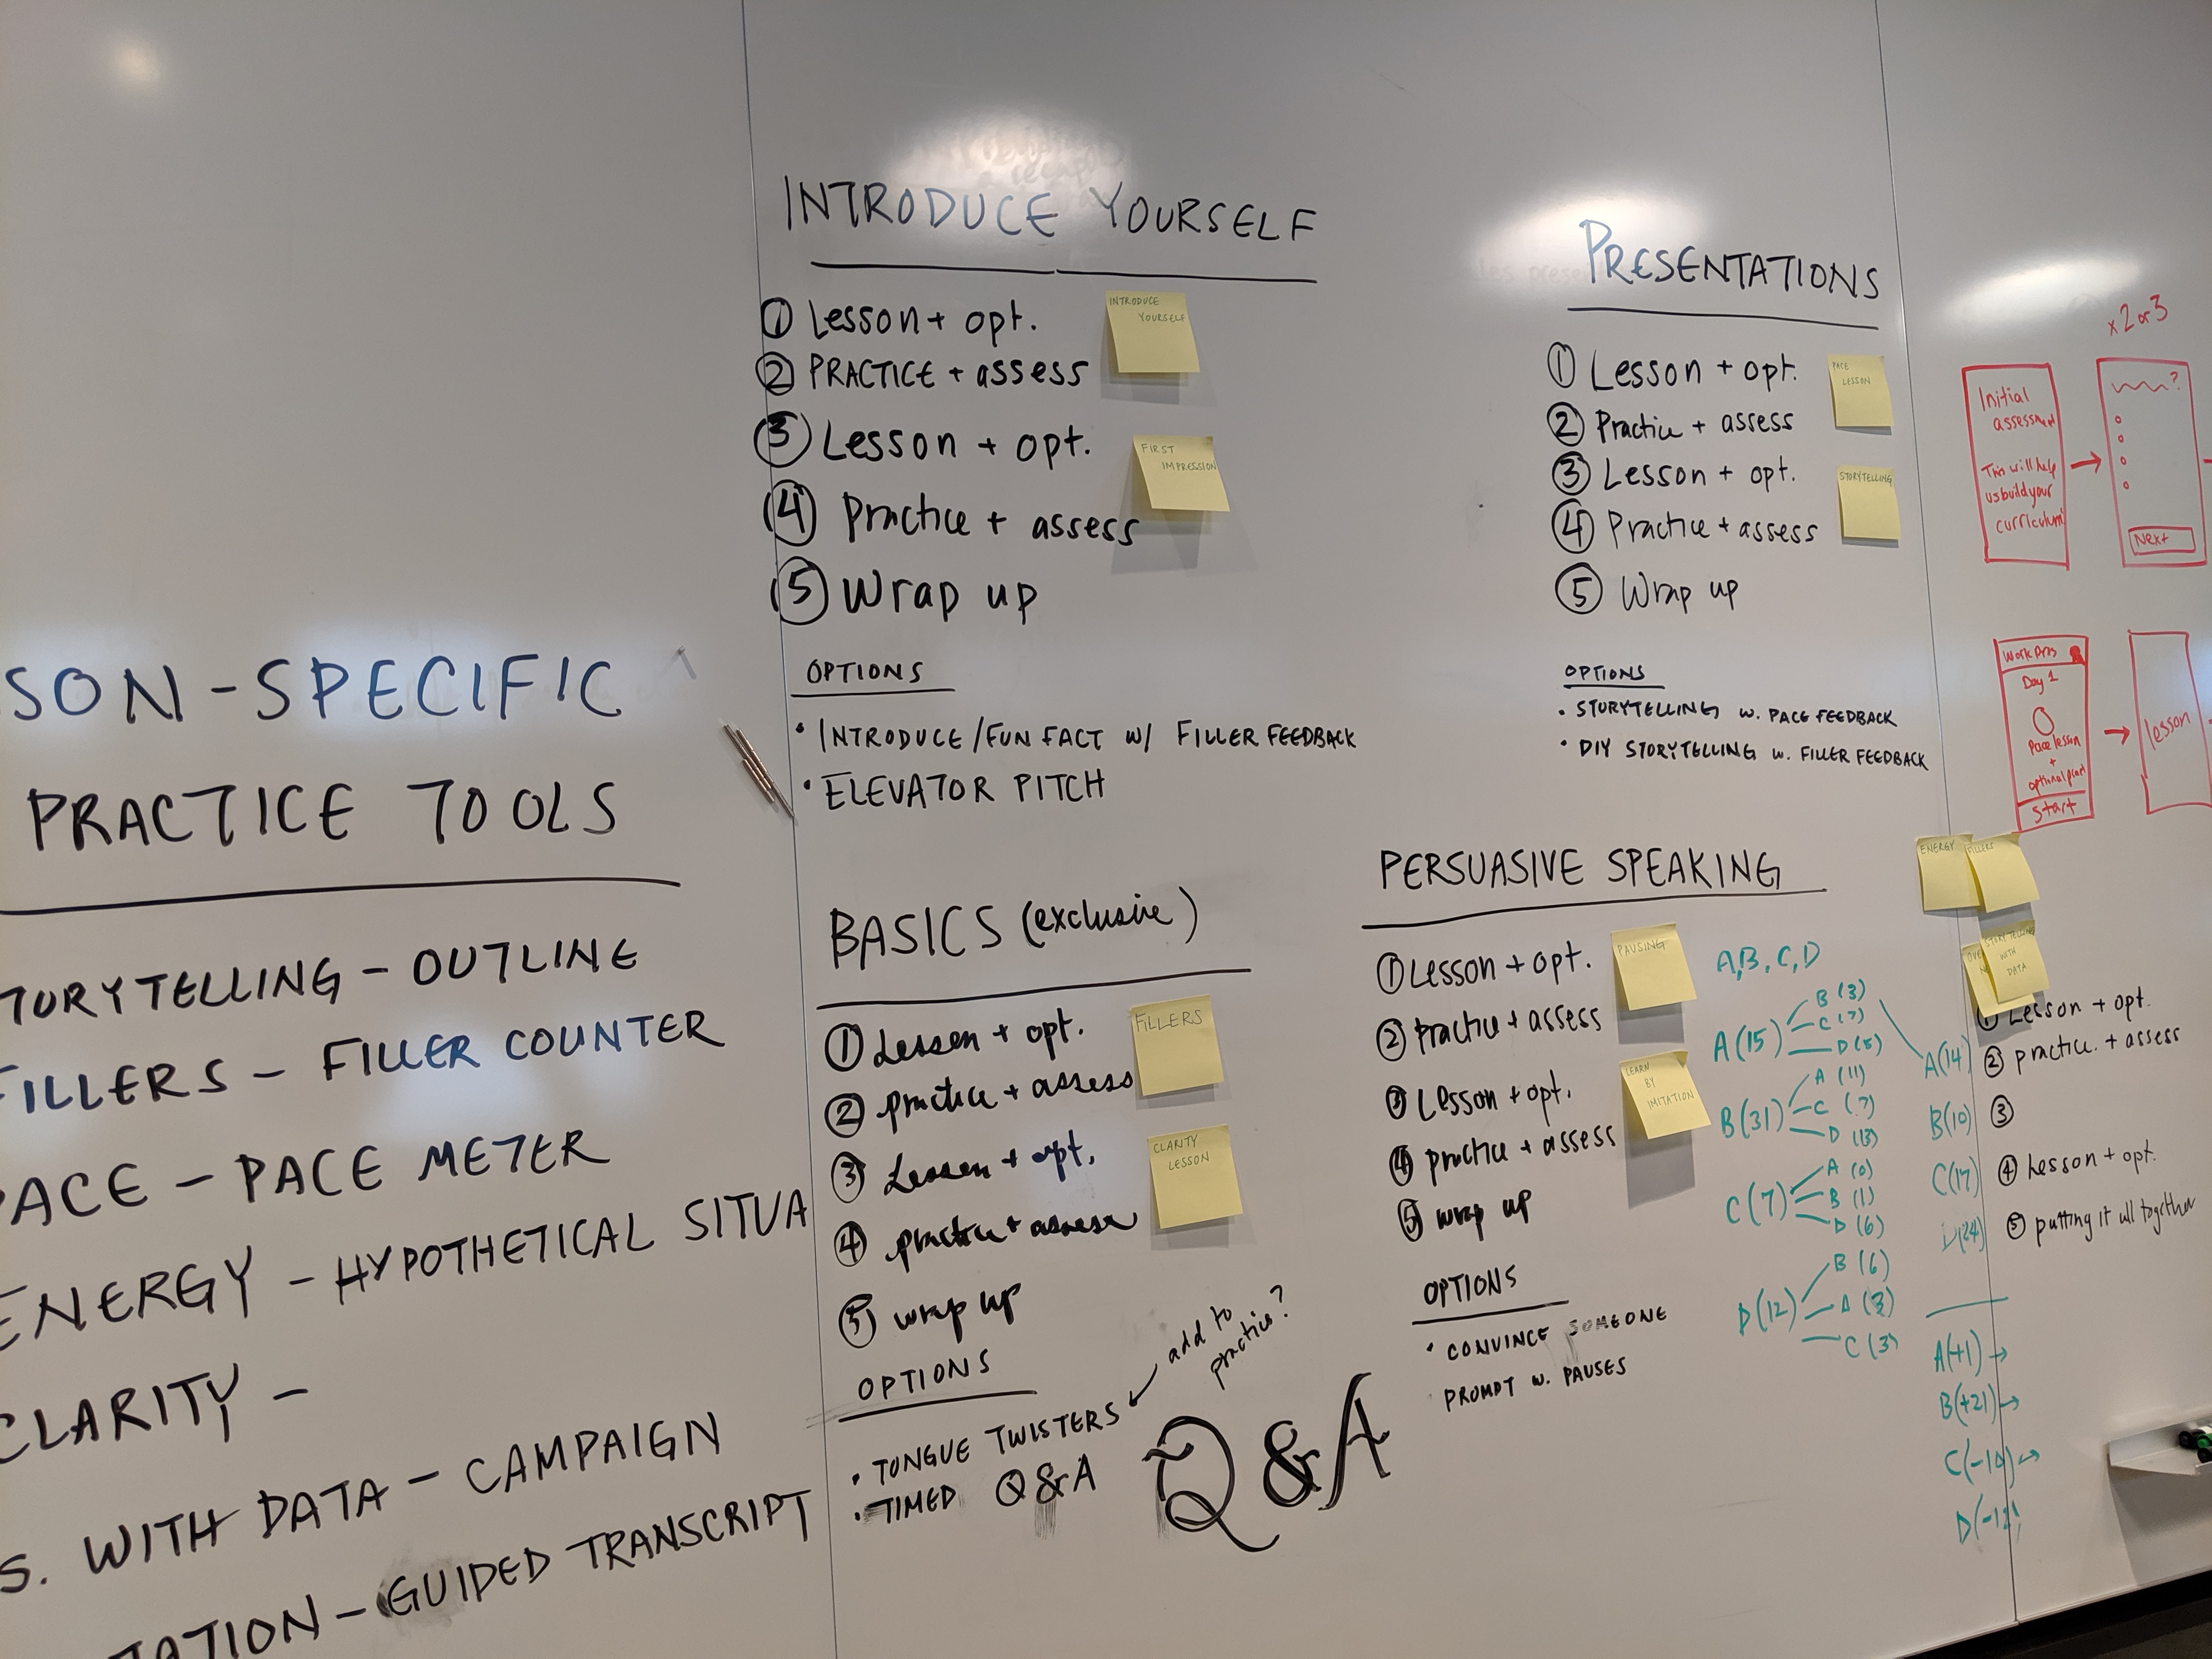 SON-SPECIFIC
PRACTICE TOOLS
TORYTELLING - OUTLINE
FILLERS - FILLER COUNTER
PACE - PACE METER
ENERGY - HYPOTHETICAL SITUA
CLARITY -
S. WITH DATA - CAMPAIGN
TATION - GUIDED TRANSCRIPT
INTRODUCE YOURSELF
① Lesson + opt.
② PRACTICE + assess
③ Lesson + opt.
④ Practice + assess
⑤ Wrap up
INTRODUCE
YOURSELF
FIRST
IMPRESSION
OPTIONS
• INTRODUCE/FUN FACT W/ FILLER FEEDBACK
• ELEVATOR PITCH
BASICS (exclusive)
① Lesson + opt.
② practice + assess
③ Lesson + opt.
④ practice + assess
⑤ wrap up
FILLERS
CLARITY
LESSON
OPTIONS
• TONGUE TWISTERS
• TIMED Q&A
add to
practice?
Q&A
PRESENTATIONS
① Lesson + opt.
② Practice + assess
③ Lesson + opt.
④ Practice + assess
⑤ Wrap up
PACE
LESSON
STORYTELLING
OPTIONS
• STORYTELLING W. PACE FEEDBACK
• DIY STORYTELLING W. FILLER FEEDBACK
PERSUASIVE SPEAKING
① Lesson + opt.
② practice + assess
③ Lesson + opt.
④ practice + assess
⑤ wrap up
PAUSING
LEARN
BY
IMITATION
OPTIONS
• CONVINCE SOMEONE
PROMPT W. PAUSES
A, B, C, D
A(15)
B(3)
C(7)
D(5)
B(31)
A(11)
C(7)
D(13)
C(7)
A(0)
B(1)
D(6)
D(12)
B(6)
A(3)
C(3)
A(14)
B(10)
C(17)
A(+1)
B(+21)
x 2 or 3
Initial
assessment
This will help
us build your
curriculum
?
Next
Work Pros
Day 1
Pace lesson
+
Start
lesson
ENERGY
FILLERS
STORYTELLING
WITH
DATA
① Lesson + opt.
② practice. + assess
③
④ Lesson + opt.
⑤ putting it all together